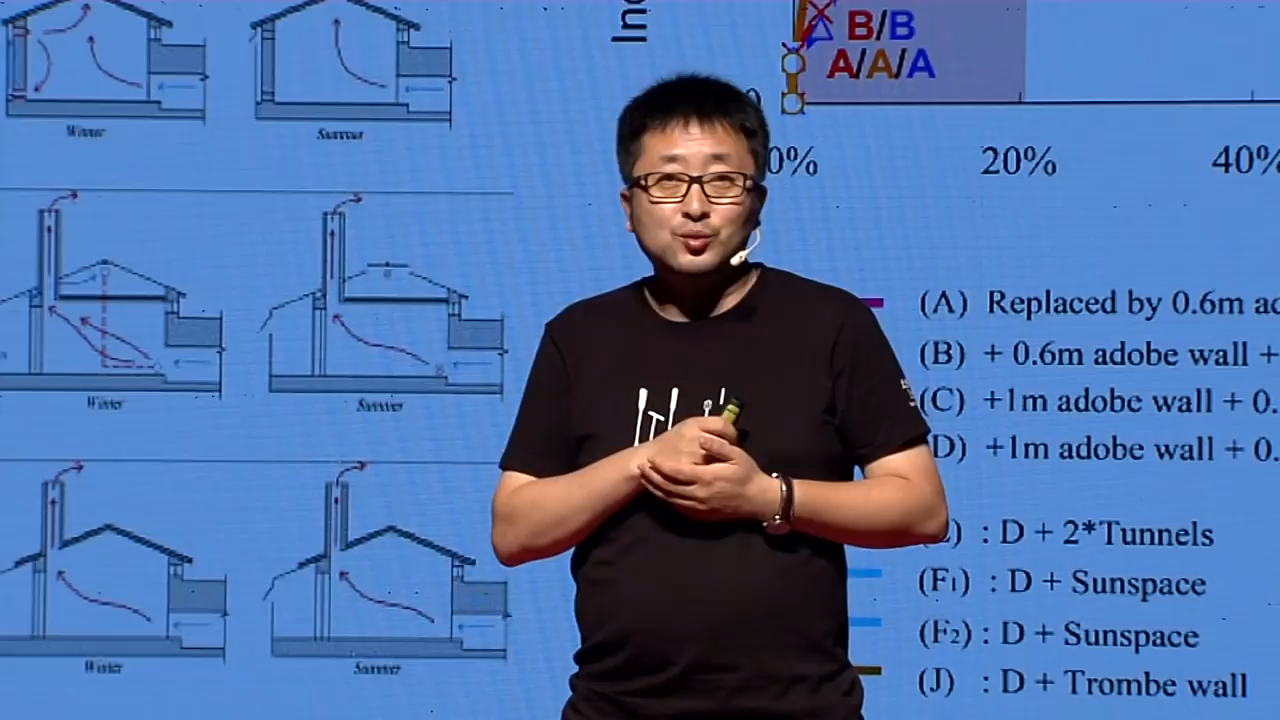 Winter
Summer
B/B
A/A/A
0%
20%
40%
Winter
Summer
(A) Replaced by 0.6m
(B) + 0.6m adobe wall +
(C) +1m adobe wall + 0.
D) +1m adobe wall + 0.
) : D + 2*Tunnels
(F1) : D + Sunspace
(F2) : D + Sunspace
(J) : D + Trombe wall
Winter
Summer